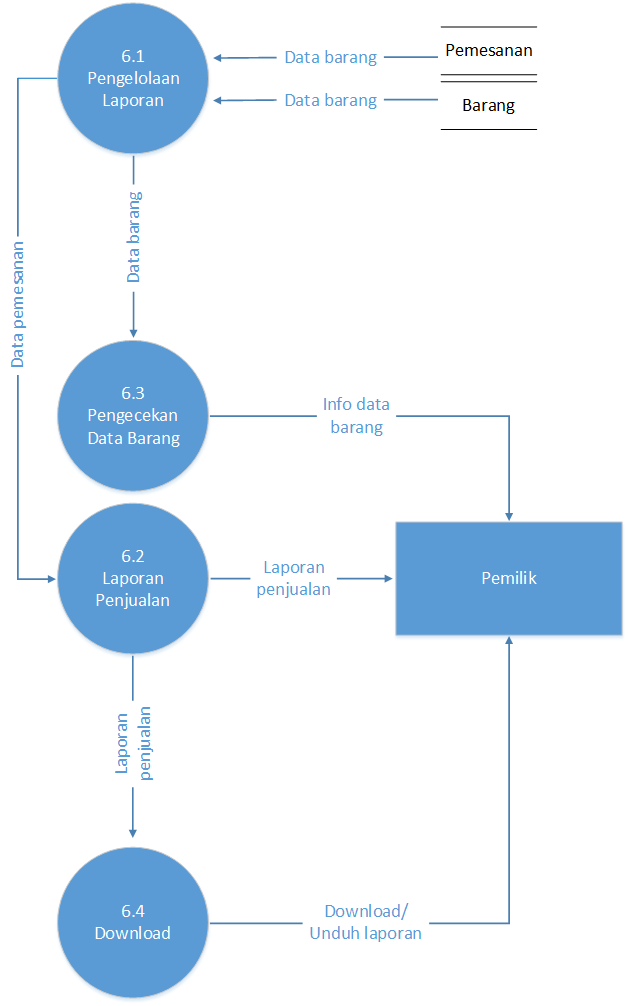 6.1
Pengelolaan
Laporan
Data barang
Pemesanan
Data barang
Barang
Data barang
Data pemesanan
6.3
Pengecekan
Data Barang
Info data
barang
6.2
Laporan
Penjualan
Laporan
penjualan
Pemilik
Laporan
penjualan
6.4
Download
Download/
Unduh laporan